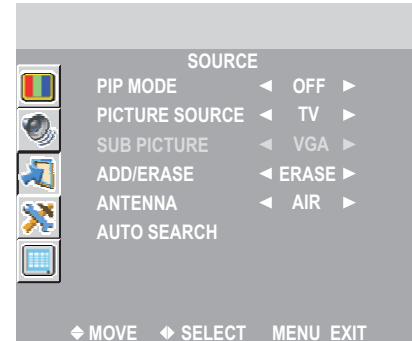 SOURCE
PIP MODE ◄ OFF ►
PICTURE SOURCE ◄ TV ►
SUB PICTURE ◄ VGA ►
ADD/ERASE ◄ ERASE ►
ANTENNA ◄ AIR ►
AUTO SEARCH
MOVE SELECT MENU EXIT